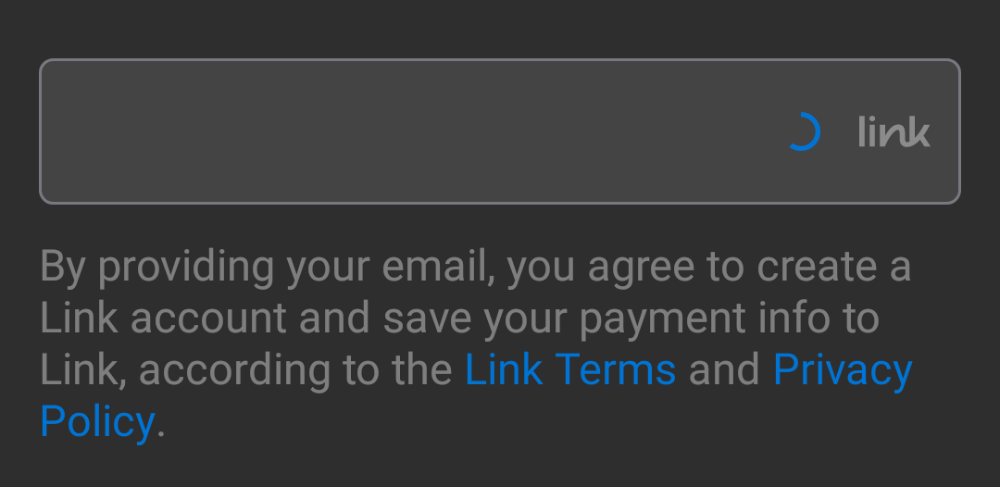 link
By providing your email, you agree to create a
Link account and save your payment info to
Link, according to the Link Terms and Privacy
Policy.